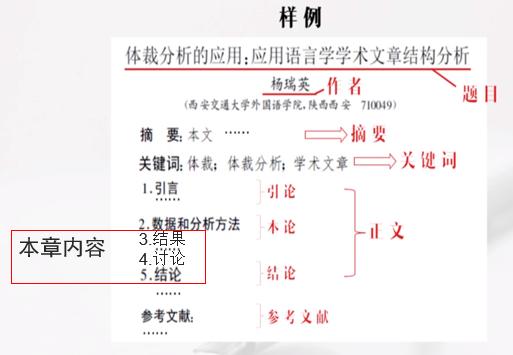 样例
体裁分析的应用:应用语言学学术文章结构分析
杨瑞英 作者
题目
(西安交通大学外国语学院,陕西西安 710049)
摘 要:本文 …… 摘要
关键词:体裁;体裁分析;学术文章 关键词
1.引言 引论
……
2.数据和分析方法 本论
正文
本章内容
3.结果
……
4.讨论
5.结论 结论
……
参考文献: 参考文献
……